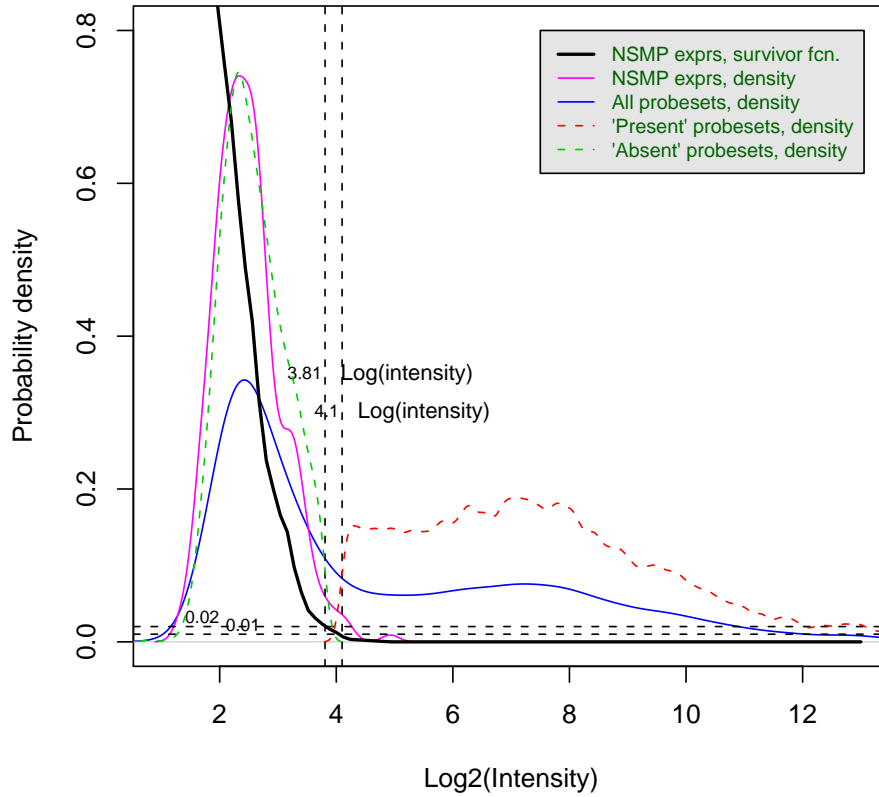 0.8
0.6
0.4
0.2
0.0
Probability density
NSMP exprs, survivor fcn.
NSMP exprs, density
All probesets, density
'Present' probesets, density
'Absent' probesets, density
3.81 Log(intensity)
4.1 Log(intensity)
0.02
0.01
2 4 6 8 10 12
Log2(Intensity)